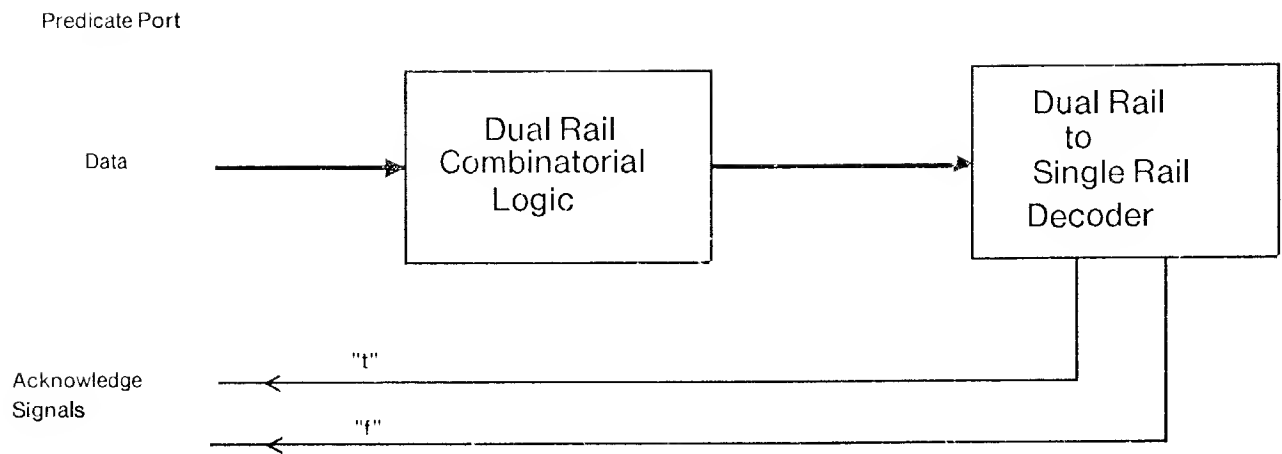 Predicate Port
Data
Dual Rail
Combinatorial
Logic
Dual Rail
to
Single Rail
Decoder
Acknowledge
Signals
"t"
"f"